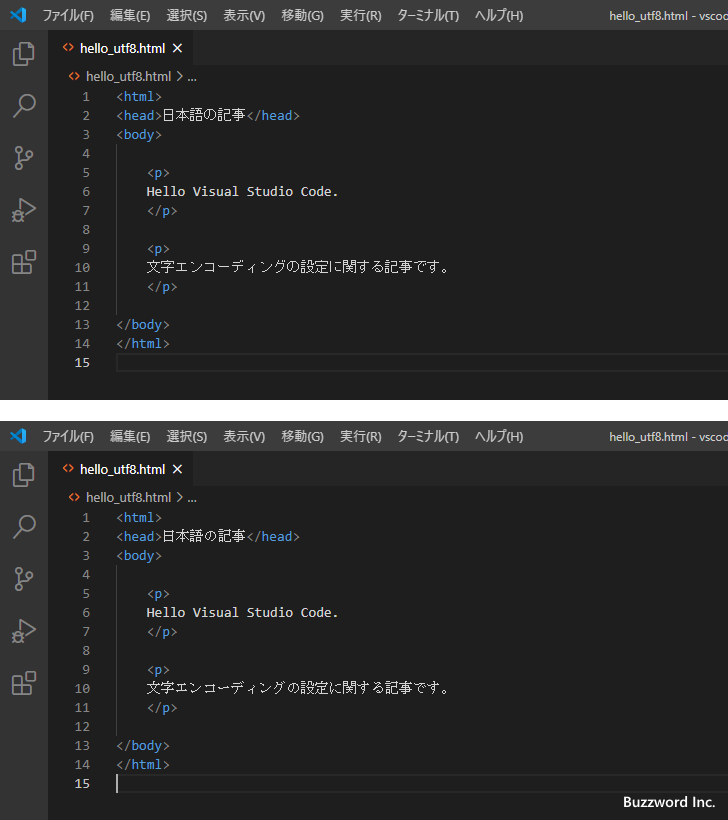 ファイル(F) 編集(E) 選択(S) 表示(V) 移動(G) 実行(R) ターミナル(T) ヘルプ(H) hello_utf8.html - vscod
hello_utf8.html
hello_utf8.html > ...
1 <html>
2 <head>日本語の記事</head>
3 <body>
4
5 <p>
6 Hello Visual Studio Code.
7 </p>
8
9 <p>
10 文字エンコーディングの設定に関する記事です。
11 </p>
12
13 </body>
14 </html>
15
ファイル(F) 編集(E) 選択(S) 表示(V) 移動(G) 実行(R) ターミナル(T) ヘルプ(H) hello_utf8.html - vscod
hello_utf8.html
hello_utf8.html > ...
1 <html>
2 <head>日本語の記事</head>
3 <body>
4
5 <p>
6 Hello Visual Studio Code.
7 </p>
8
9 <p>
10 文字エンコーディングの設定に関する記事です。
11 </p>
12
13 </body>
14 </html>
15
Buzzword Inc.